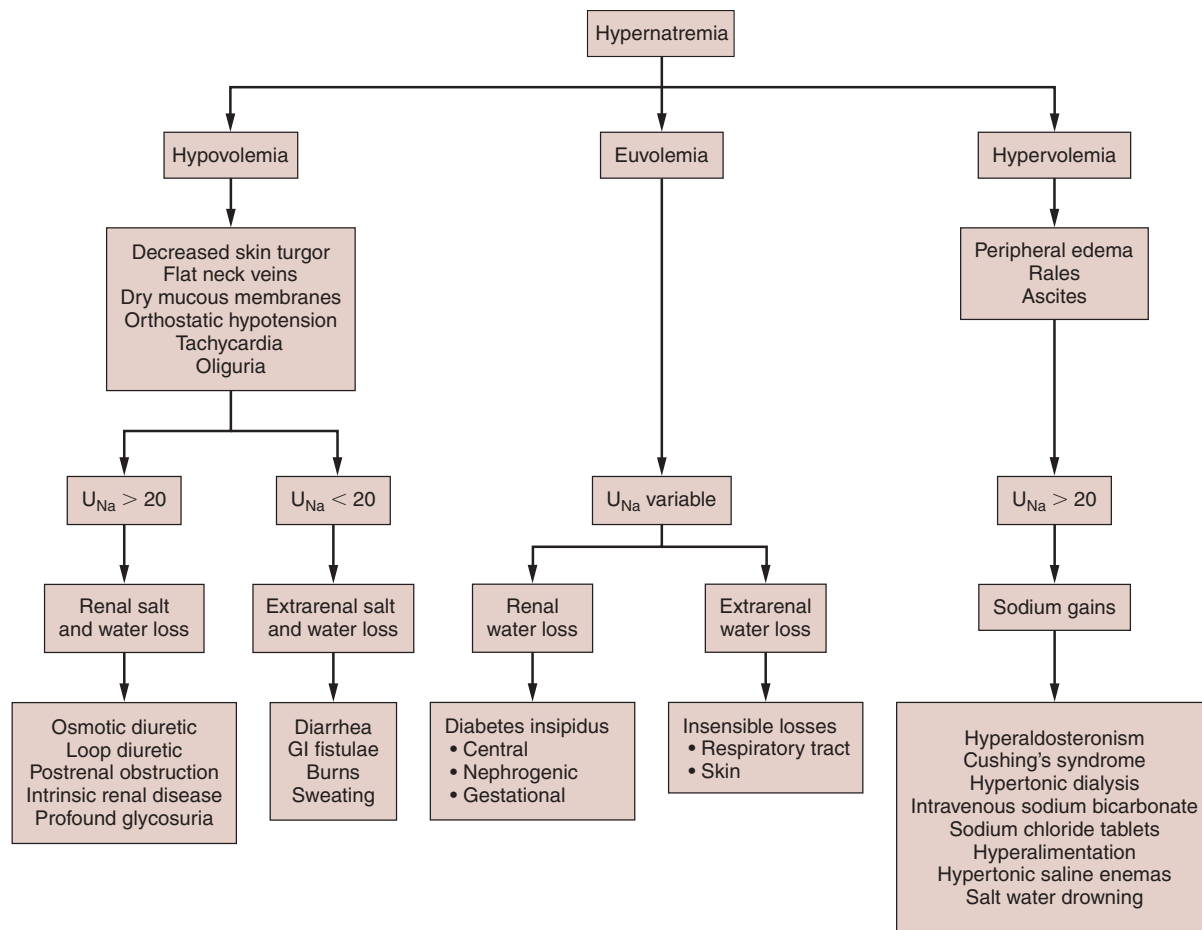 Hypernatremia
Hypovolemia
Euvolemia
Hypervolemia
Decreased skin turgor
Flat neck veins
Dry mucous membranes
Orthostatic hypotension
Tachycardia
Oliguria
Peripheral edema
Rales
Ascites
U_Na > 20
U_Na < 20
U_Na variable
U_Na > 20
Renal salt
and water loss
Extrarenal salt
and water loss
Renal
water loss
Extrarenal
water loss
Sodium gains
Osmotic diuretic
Loop diuretic
Postrenal obstruction
Intrinsic renal disease
Profound glycosuria
Diarrhea
GI fistulae
Burns
Sweating
Diabetes insipidus
• Central
• Nephrogenic
• Gestational
Insensible losses
• Respiratory tract
• Skin
Hyperaldosteronism
Cushing's syndrome
Hypertonic dialysis
Intravenous sodium bicarbonate
Sodium chloride tablets
Hyperalimentation
Hypertonic saline enemas
Salt water drowning